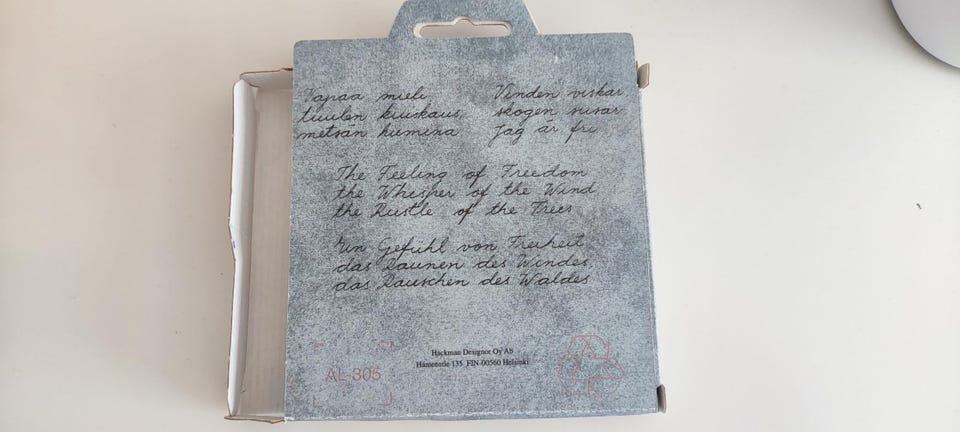 Vapaa mieli
tuulen kuiskaus
metsän humina
Vinden viskar
skogen susar
Jag är fri
The Feeling of Freedom
the Whisper of the Wind
the Rustle of the Trees
Ein Gefühl von Freiheit
das Raunen des Windes
das Rauschen des Waldes
Hackman Designor Oy Ab
Hämeentie 135 FIN-00560 Helsinki
AL 305